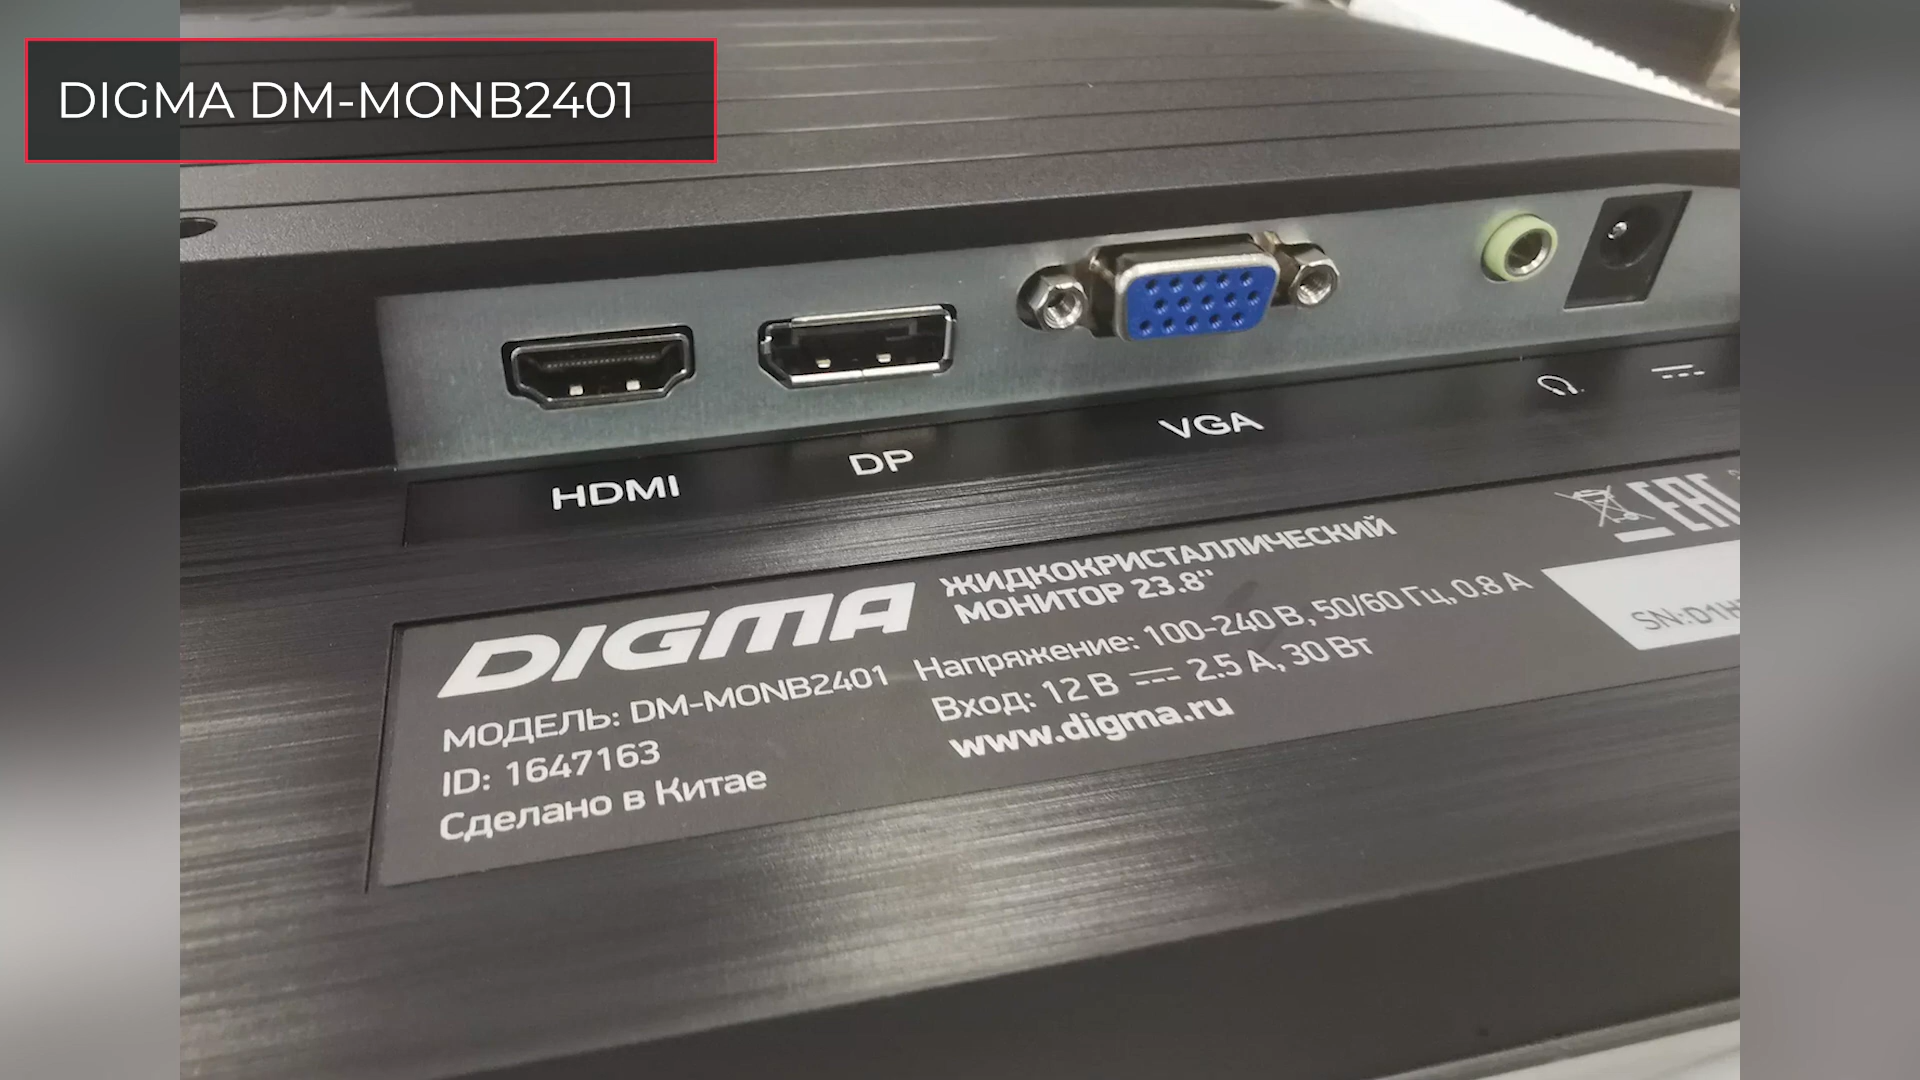 DIGMA DM-MONB2401
HDMI
DP
VGA
DIGMA
МОДЕЛЬ: DM-MONB2401
ID: 1647163
Сделано в Китае
ЖИДКОКРИСТАЛЛИЧЕСКИЙ
МОНИТОР 23.8"
Напряжение: 100-240 В, 50/60 Гц, 0.8 А
Вход: 12 В ⎓ 2.5 А, 30 Вт
www.digma.ru
EAC